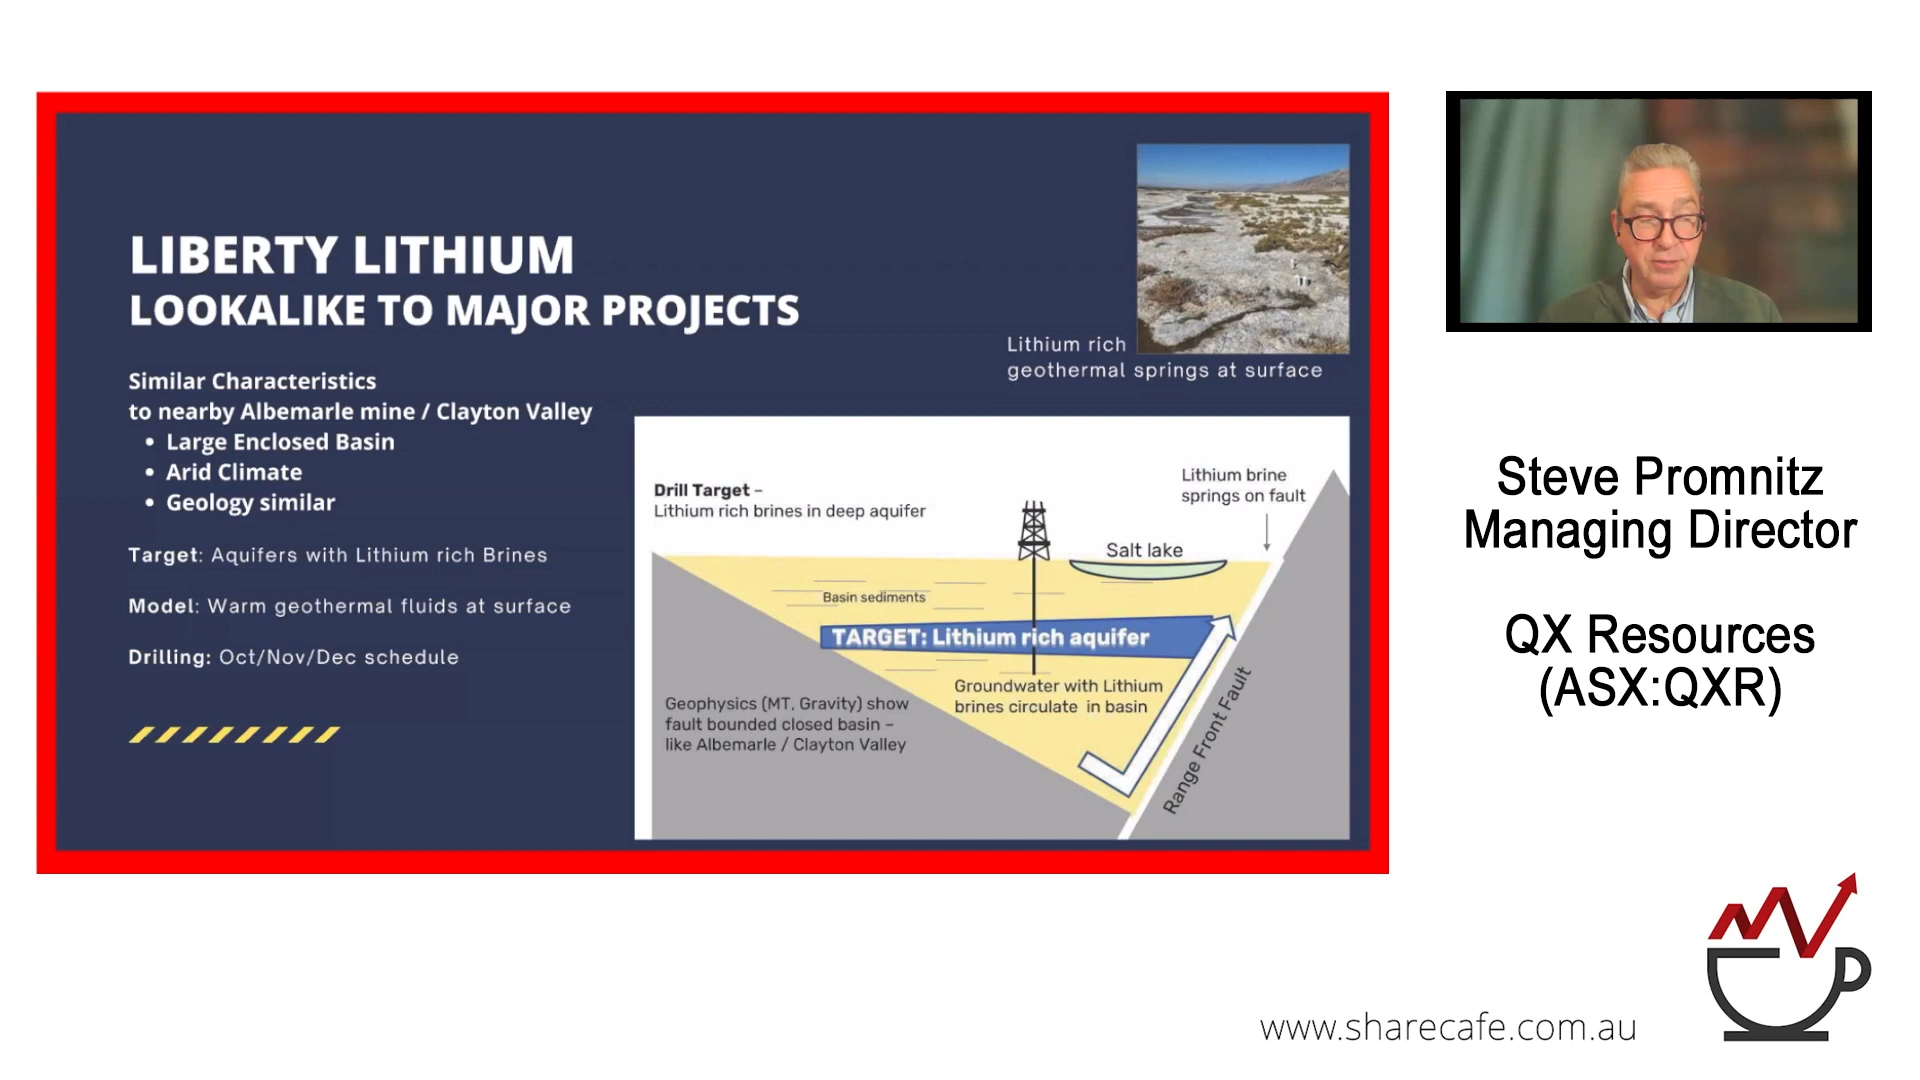 LIBERTY LITHIUM
LOOKALIKE TO MAJOR PROJECTS
Similar Characteristics
to nearby Albemarle mine / Clayton Valley
• Large Enclosed Basin
• Arid Climate
• Geology similar
Target: Aquifers with Lithium rich Brines
Model: Warm geothermal fluids at surface
Drilling: Oct/Nov/Dec schedule
Lithium rich
geothermal springs at surface
Drill Target –
Lithium rich brines in deep aquifer
Lithium brine
springs on fault
Salt lake
Basin sediments
TARGET: Lithium rich aquifer
Groundwater with Lithium
brines circulate in basin
Geophysics (MT, Gravity) show
fault bounded closed basin –
like Albemarle / Clayton Valley
Range Front Fault
Steve Promnitz
Managing Director
QX Resources
(ASX:QXR)
www.sharecafe.com.au